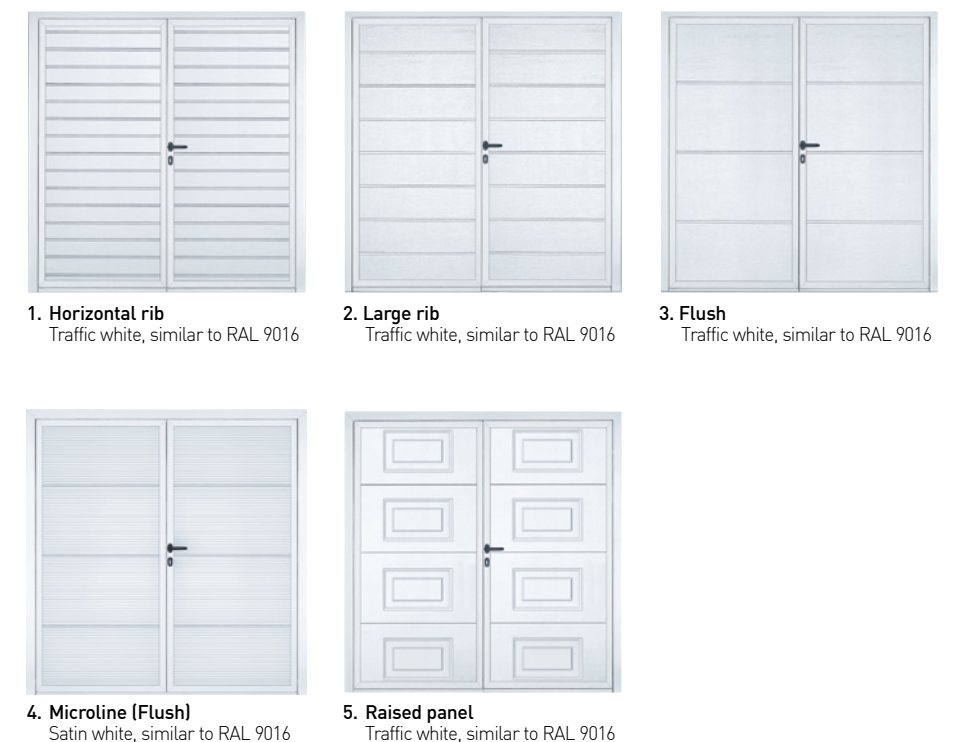 1. Horizontal rib
Traffic white, similar to RAL 9016
2. Large rib
Traffic white, similar to RAL 9016
3. Flush
Traffic white, similar to RAL 9016
4. Microline (Flush)
Satin white, similar to RAL 9016
5. Raised panel
Traffic white, similar to RAL 9016